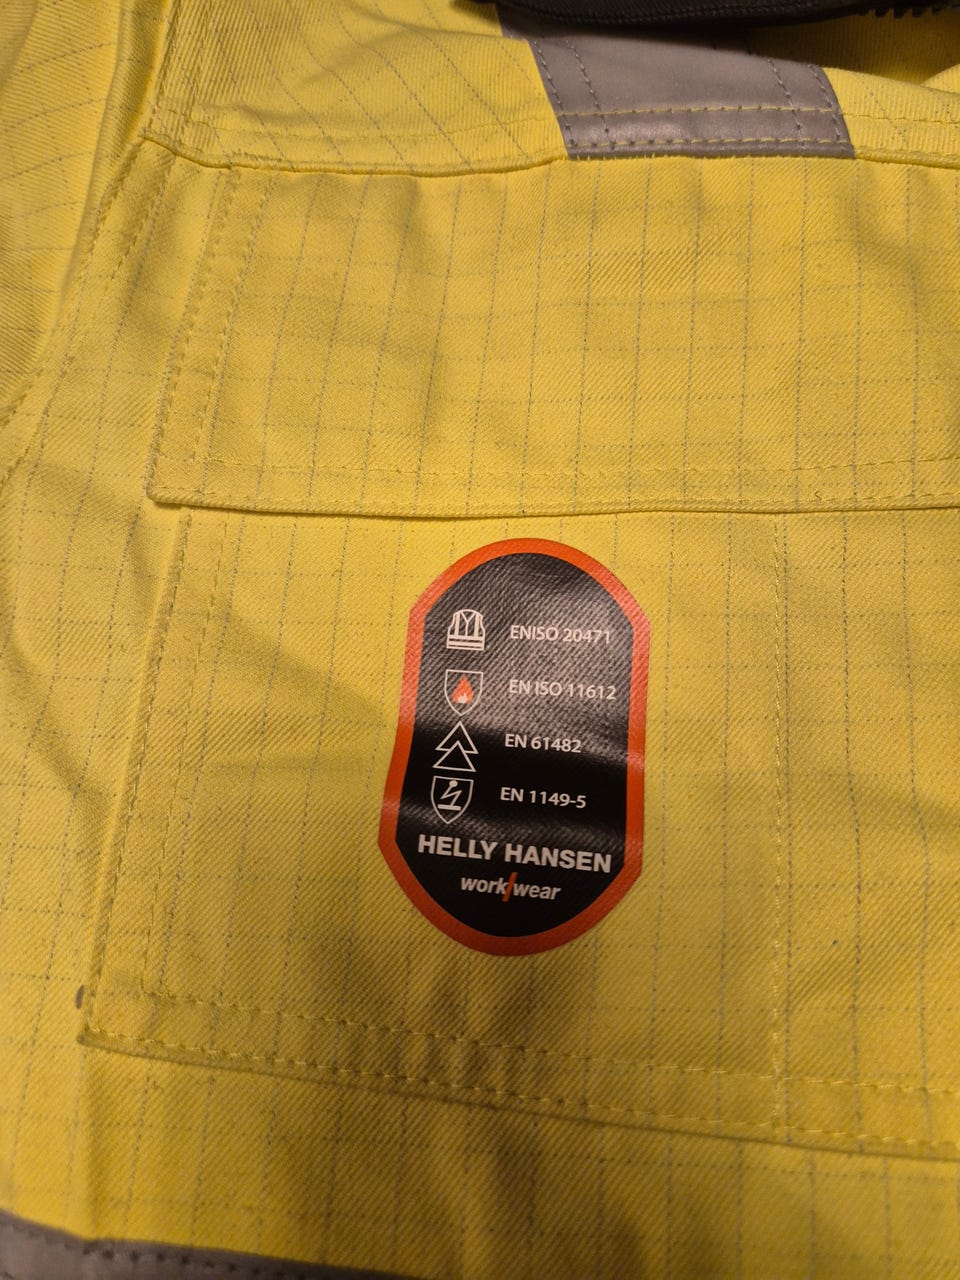 ENISO 20471
EN ISO 11612
EN 61482
EN 1149-5
HELLY HANSEN
work/wear